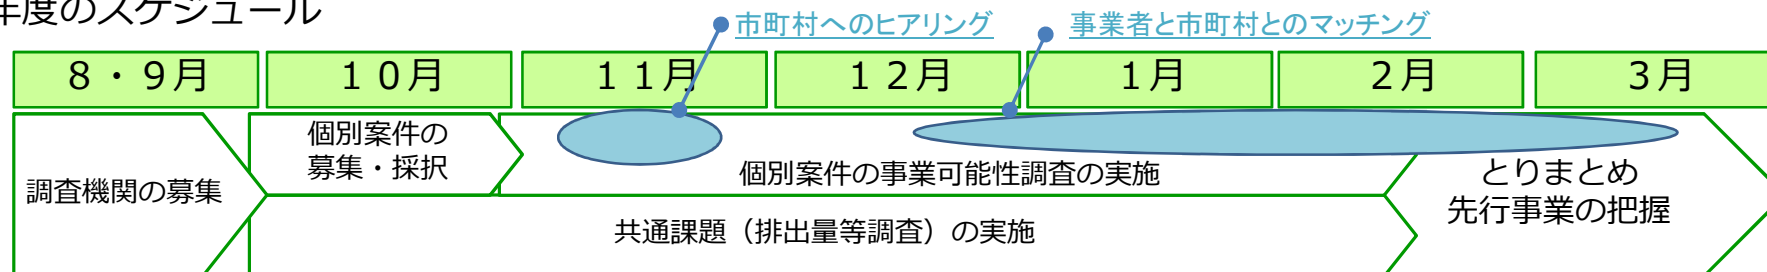 年度のスケジュール
市町村へのヒアリング
事業者と市町村とのマッチング
８・９月
１０月
１１月
１２月
１月
２月
３月
調査機関の募集
個別案件の
募集・採択
個別案件の事業可能性調査の実施
共通課題（排出量等調査）の実施
とりまとめ
先行事業の把握